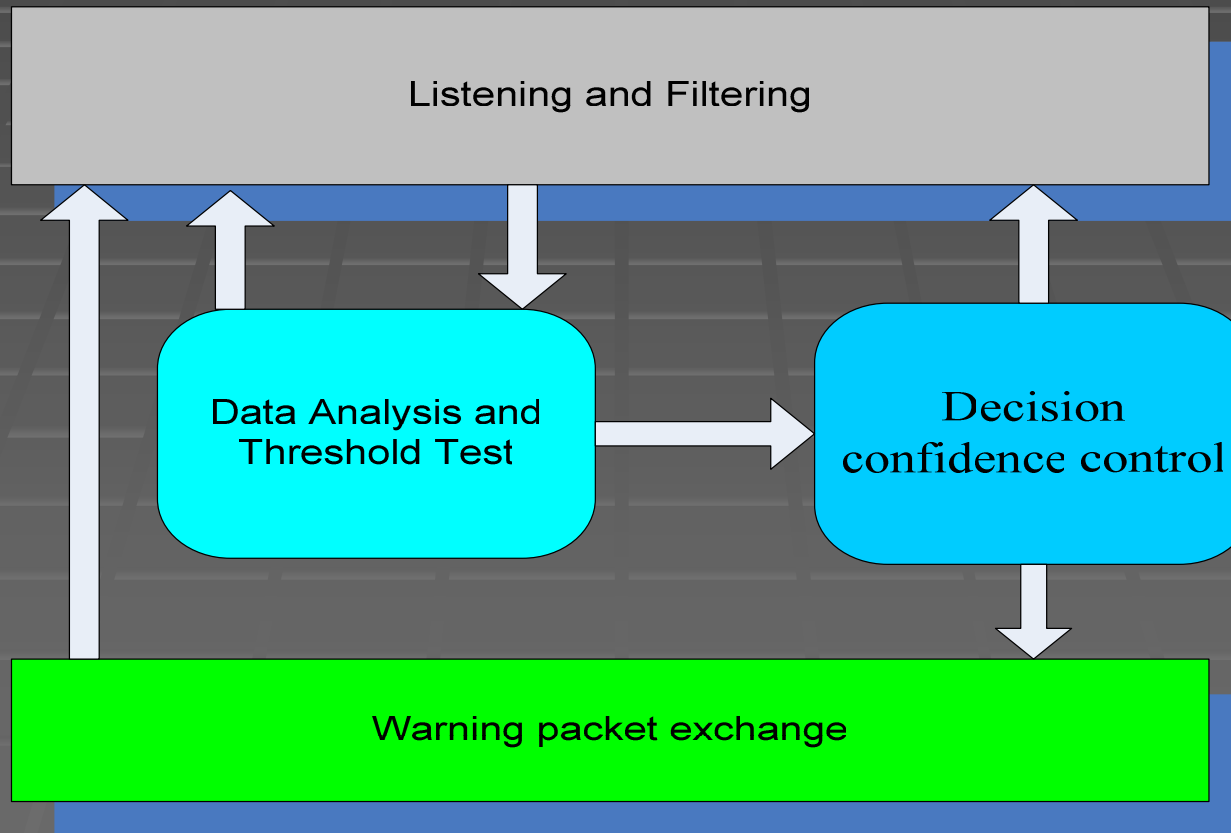 Listening and Filtering
Data Analysis and
Threshold Test
Decision
confidence control
Warning packet exchange